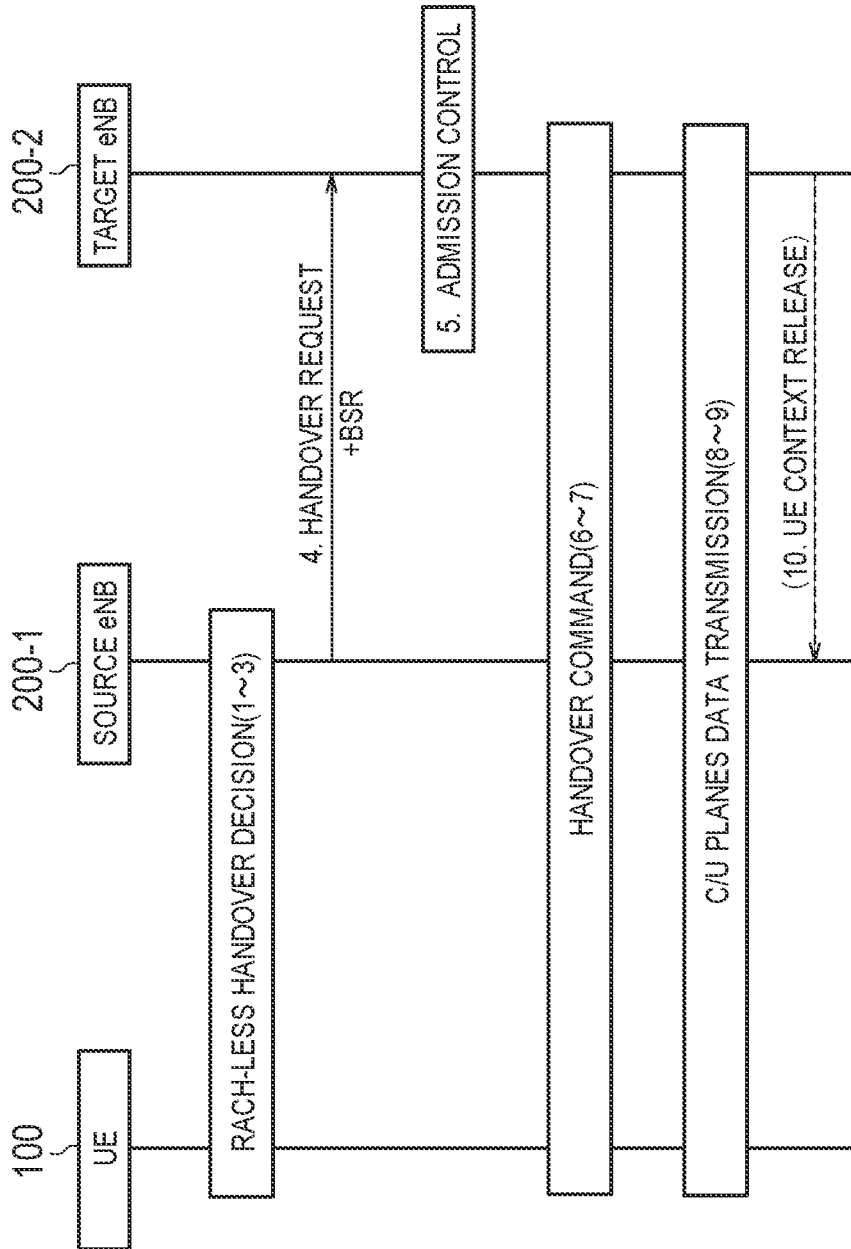 100
UE
200-1
SOURCE eNB
200-2
TARGET eNB
RACH-LESS HANDOVER DECISION(1~3)
4. HANDOVER REQUEST
+BSR
5. ADMISSION CONTROL
HANDOVER COMMAND(6~7)
C/U PLANES DATA TRANSMISSION(8~9)
(10. UE CONTEXT RELEASE)